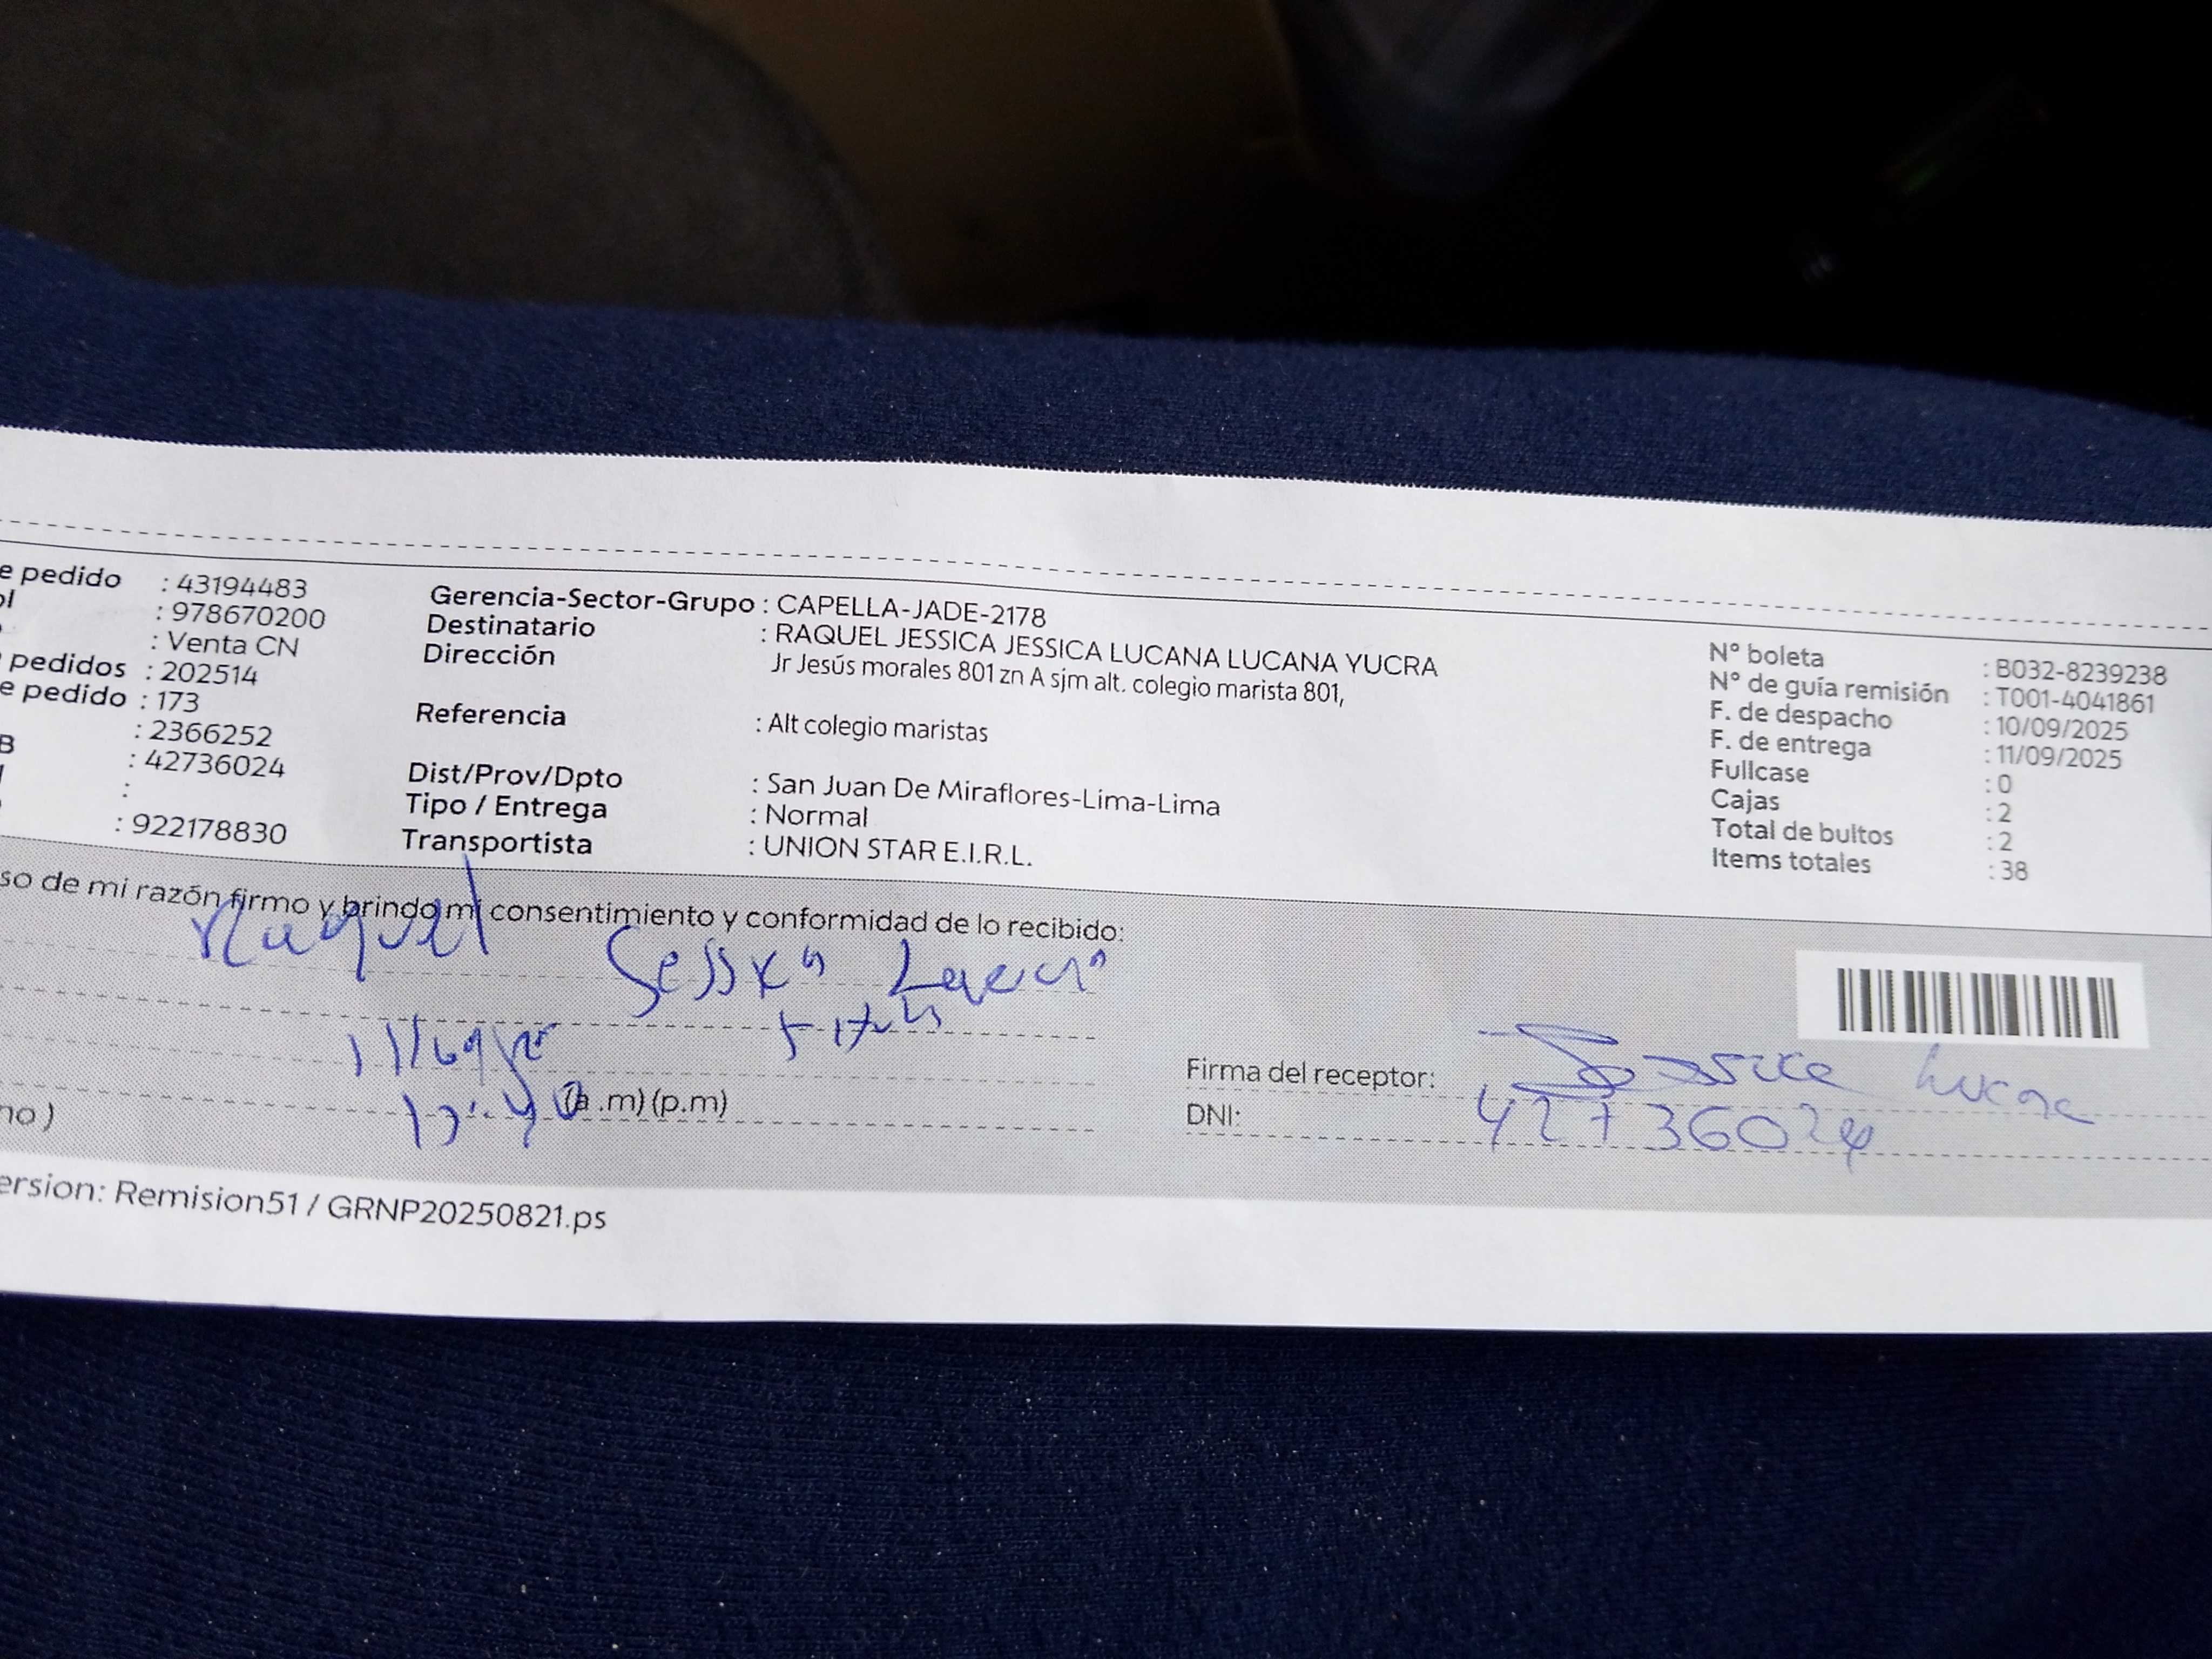 e pedido : 43194483
: 978670200
: Venta CN
pedidos : 202514
e pedido : 173
: 2366252
B : 42736024
:
: 922178830
Gerencia-Sector-Grupo : CAPELLA-JADE-2178
Destinatario : RAQUEL JESSICA JESSICA LUCANA LUCANA YUCRA
Dirección Jr Jesús morales 801 zn A sjm alt. colegio marista 801,
Referencia : Alt colegio maristas
Dist/Prov/Dpto : San Juan De Miraflores-Lima-Lima
Tipo / Entrega : Normal
Transportista : UNION STAR E.I.R.L.
N° boleta : B032-8239238
N° de guía remisión : T001-4041861
F. de despacho : 10/09/2025
F. de entrega : 11/09/2025
Fullcase : 0
Cajas : 2
Total de bultos : 2
Items totales : 38
so de mi razón firmo y brindo mi consentimiento y conformidad de lo recibido:
Raquel
(a .m) (p.m)
no )
Firma del receptor: Jessica Lucana
DNI: 42736024
ersion: Remision51 / GRNP20250821.ps